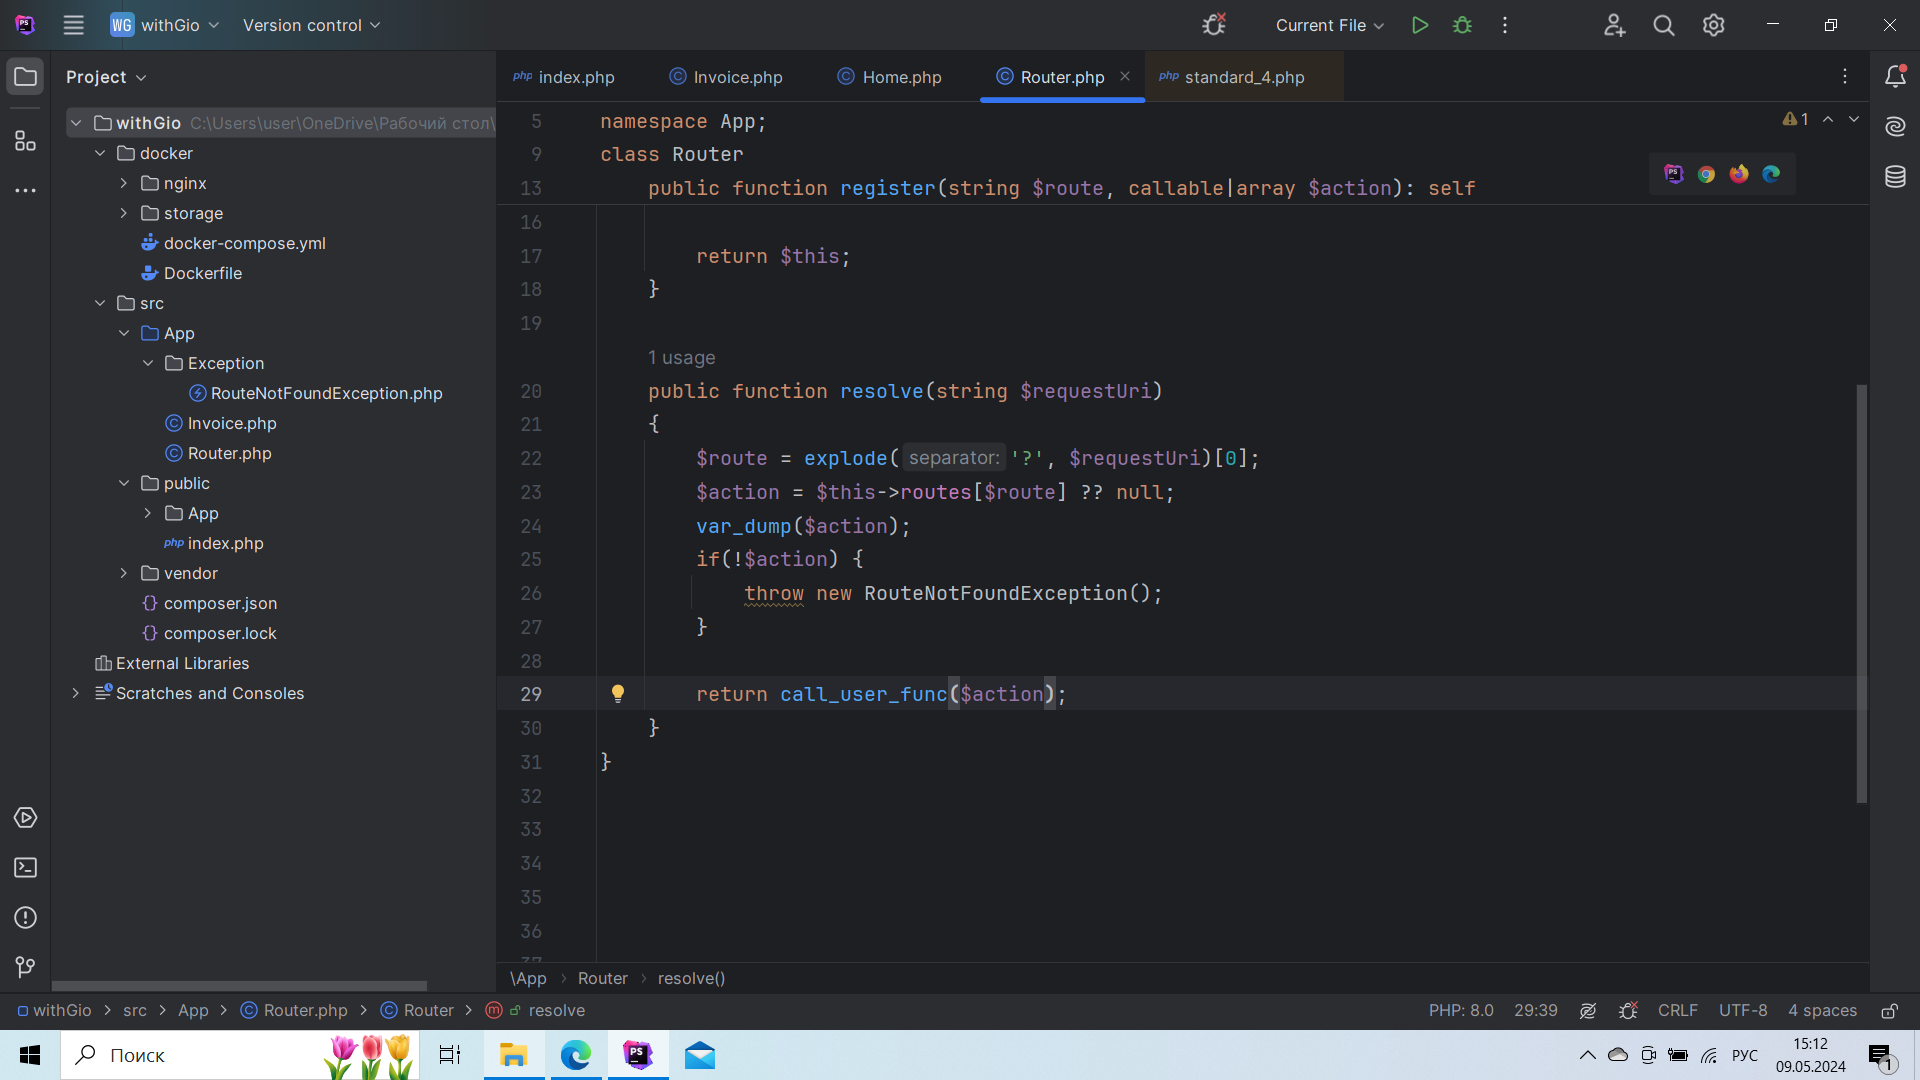 WG withGio Version control Current File
Project
php index.php Invoice.php Home.php Router.php php standard_4.php
withGio C:\Users\user\OneDrive\Рабочий стол\
docker
nginx
storage
docker-compose.yml
Dockerfile
src
App
Exception
RouteNotFoundException.php
Invoice.php
Router.php
public
App
php index.php
vendor
{} composer.json
{} composer.lock
External Libraries
Scratches and Consoles
5 namespace App;
1
9 class Router
13 public function register(string $route, callable|array $action): self
16
17 return $this;
18 }
19
1 usage
20 public function resolve(string $requestUri)
21 {
22 $route = explode( separator: '?', $requestUri)[0];
23 $action = $this->routes[$route] ?? null;
24 var_dump($action);
25 if(!$action) {
26 throw new RouteNotFoundException();
27 }
28
29 return call_user_func($action);
30 }
31 }
32
33
34
35
36
\App > Router > resolve()
withGio > src > App > Router.php > Router > m resolve
PHP: 8.0 29:39 CRLF UTF-8 4 spaces
Поиск
PS
РУС
15:12
09.05.2024
1